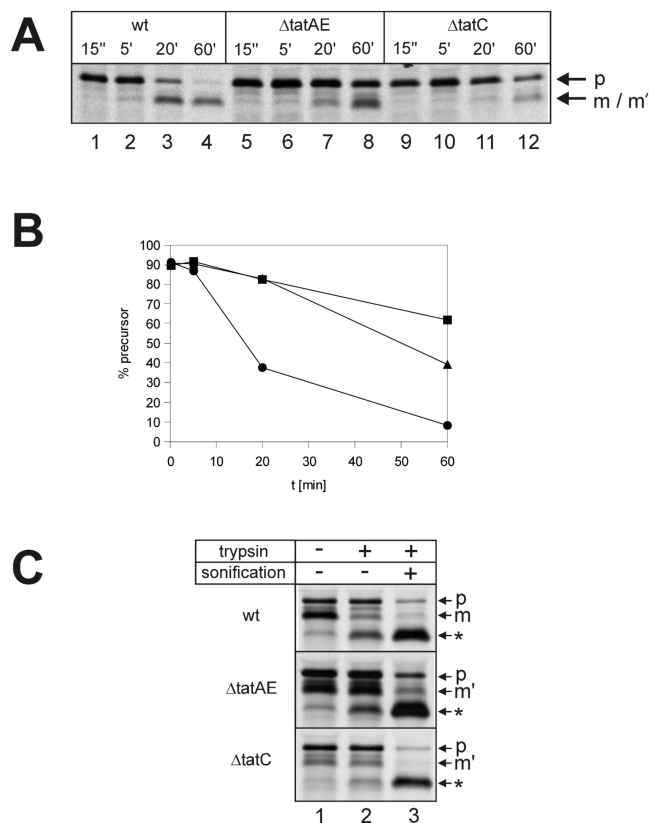 A
wt ΔtatAE ΔtatC
15" 5' 20' 60' 15" 5' 20' 60' 15" 5' 20' 60'
p
m / m'
1 2 3 4 5 6 7 8 9 10 11 12
B
100
90
80
70
60
50
40
30
20
10
0
% precursor
0 10 20 30 40 50 60
t [min]
C
trypsin - + +
sonification - - +
wt
p
m
*
ΔtatAE
p
m'
*
ΔtatC
p
m'
*
1 2 3